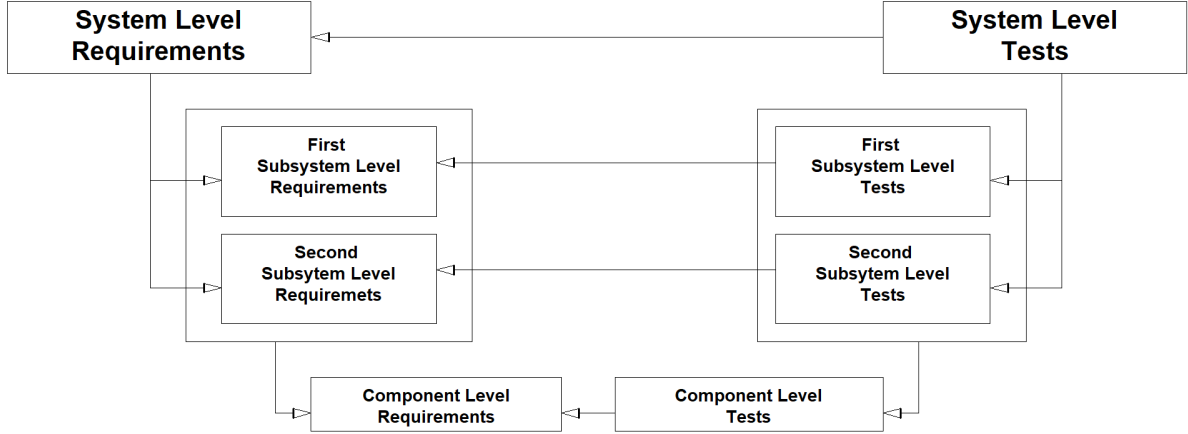 System Level
Requirements
System Level
Tests
First
Subsystem Level
Requirements
First
Subsystem Level
Tests
Second
Subsytem Level
Requiremets
Second
Subsytem Level
Tests
Component Level
Requirements
Component Level
Tests